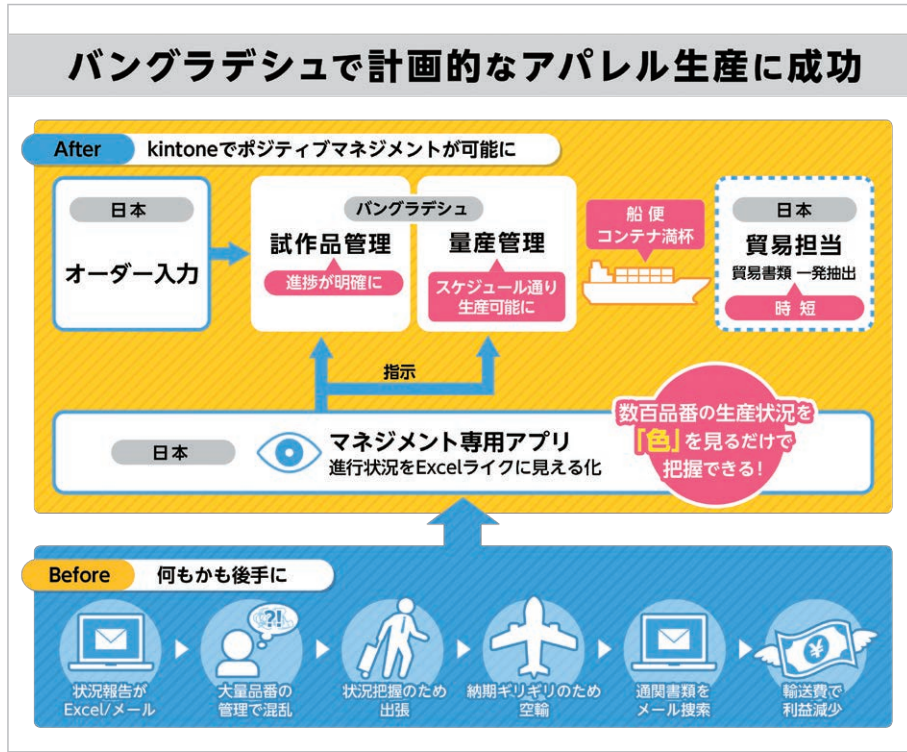 バングラデシュで計画的なアパレル生産に成功
After
kintoneでポジティブマネジメントが可能に
日本
オーダー入力
バングラデシュ
試作品管理
進捗が明確に
量産管理
スケジュール通り
生産可能に
船便
コンテナ満杯
日本
貿易担当
貿易書類 一発抽出
時短
指示
日本
マネジメント専用アプリ
進行状況をExcelライクに見える化
数百品番の生産状況を
「色」を見るだけで
把握できる!
Before
何もかも後手に
状況報告が
Excel/メール
?!
大量品番の
管理で混乱
状況把握のため
出張
納期ギリギリのため
空輸
通関書類を
メール捜索
¥
輸送費で
利益減少